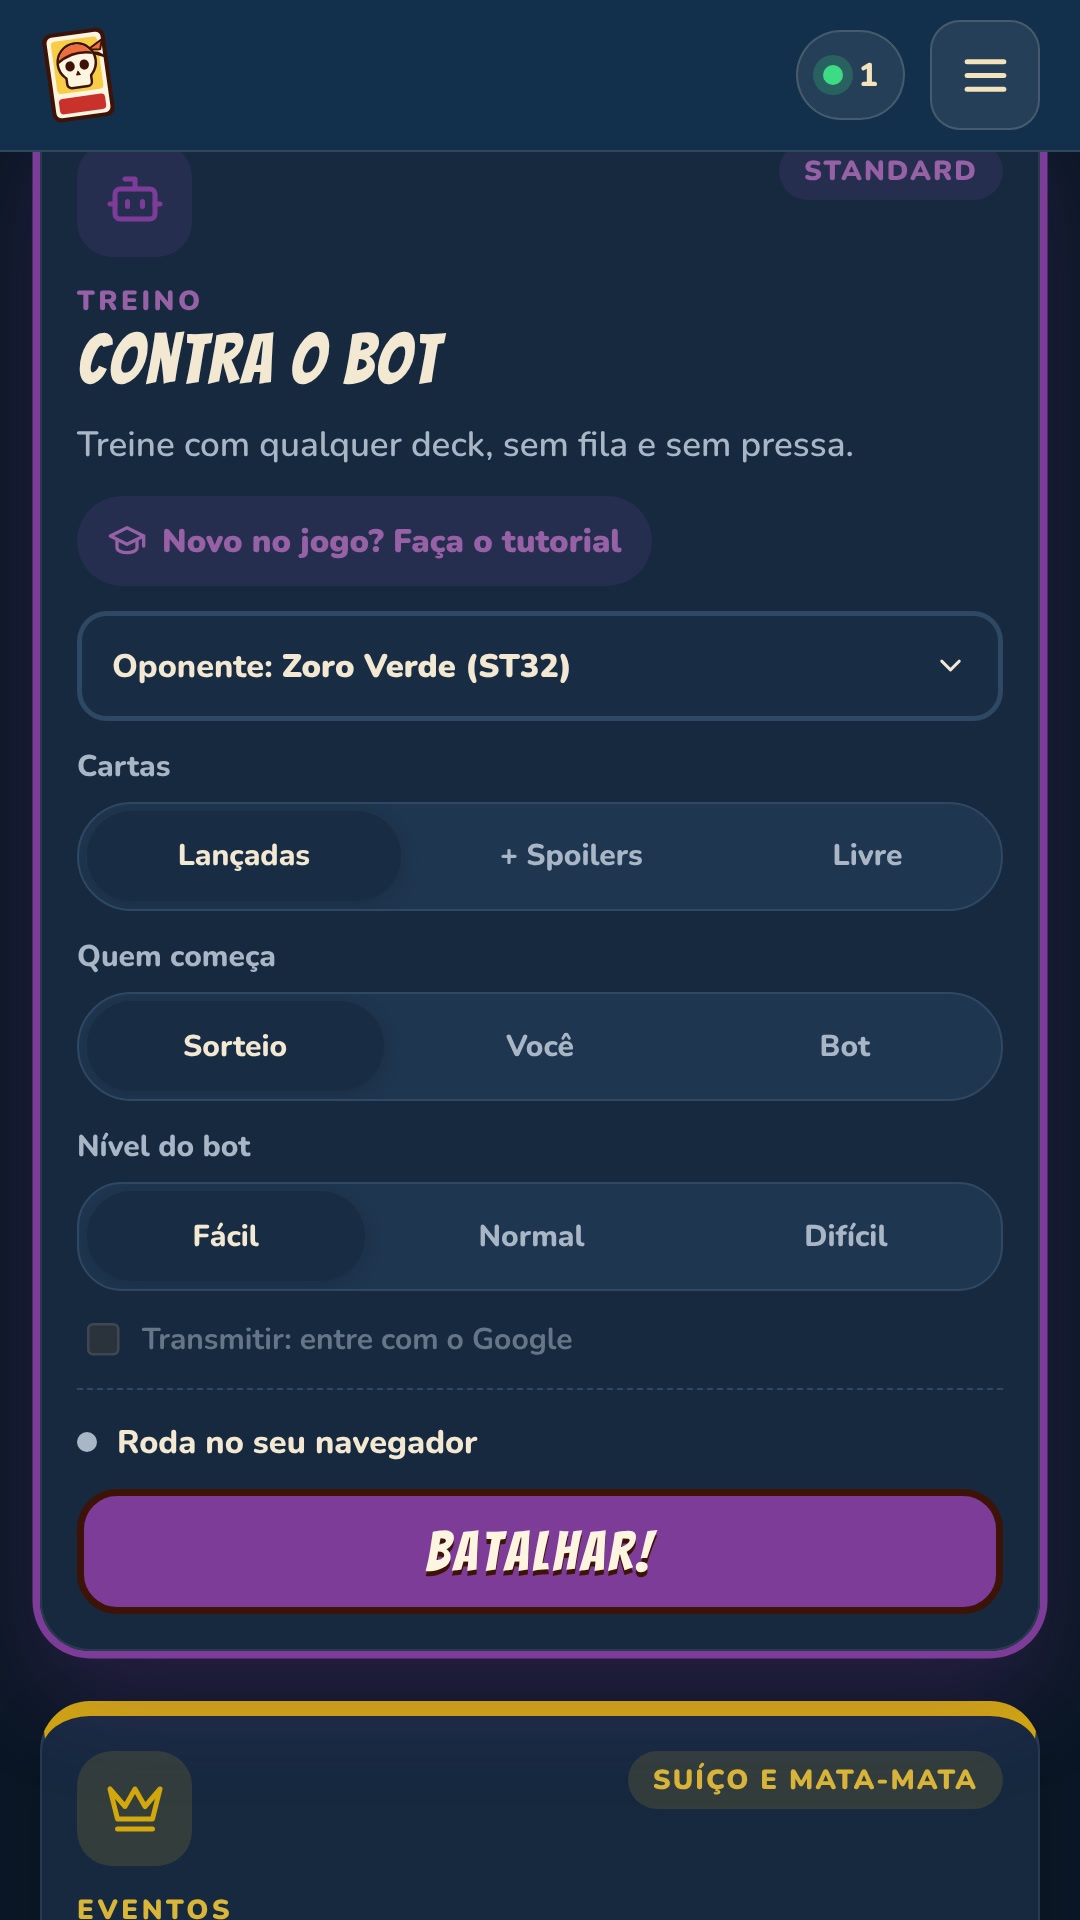 1
STANDARD
TREINO
CONTRA O BOT
Treine com qualquer deck, sem fila e sem pressa.
Novo no jogo? Faça o tutorial
Oponente: Zoro Verde (ST32)
Cartas
Lançadas + Spoilers Livre
Quem começa
Sorteio Você Bot
Nível do bot
Fácil Normal Difícil
Transmitir: entre com o Google
Roda no seu navegador
BATALHAR!
SUÍÇO E MATA-MATA
EVENTOS